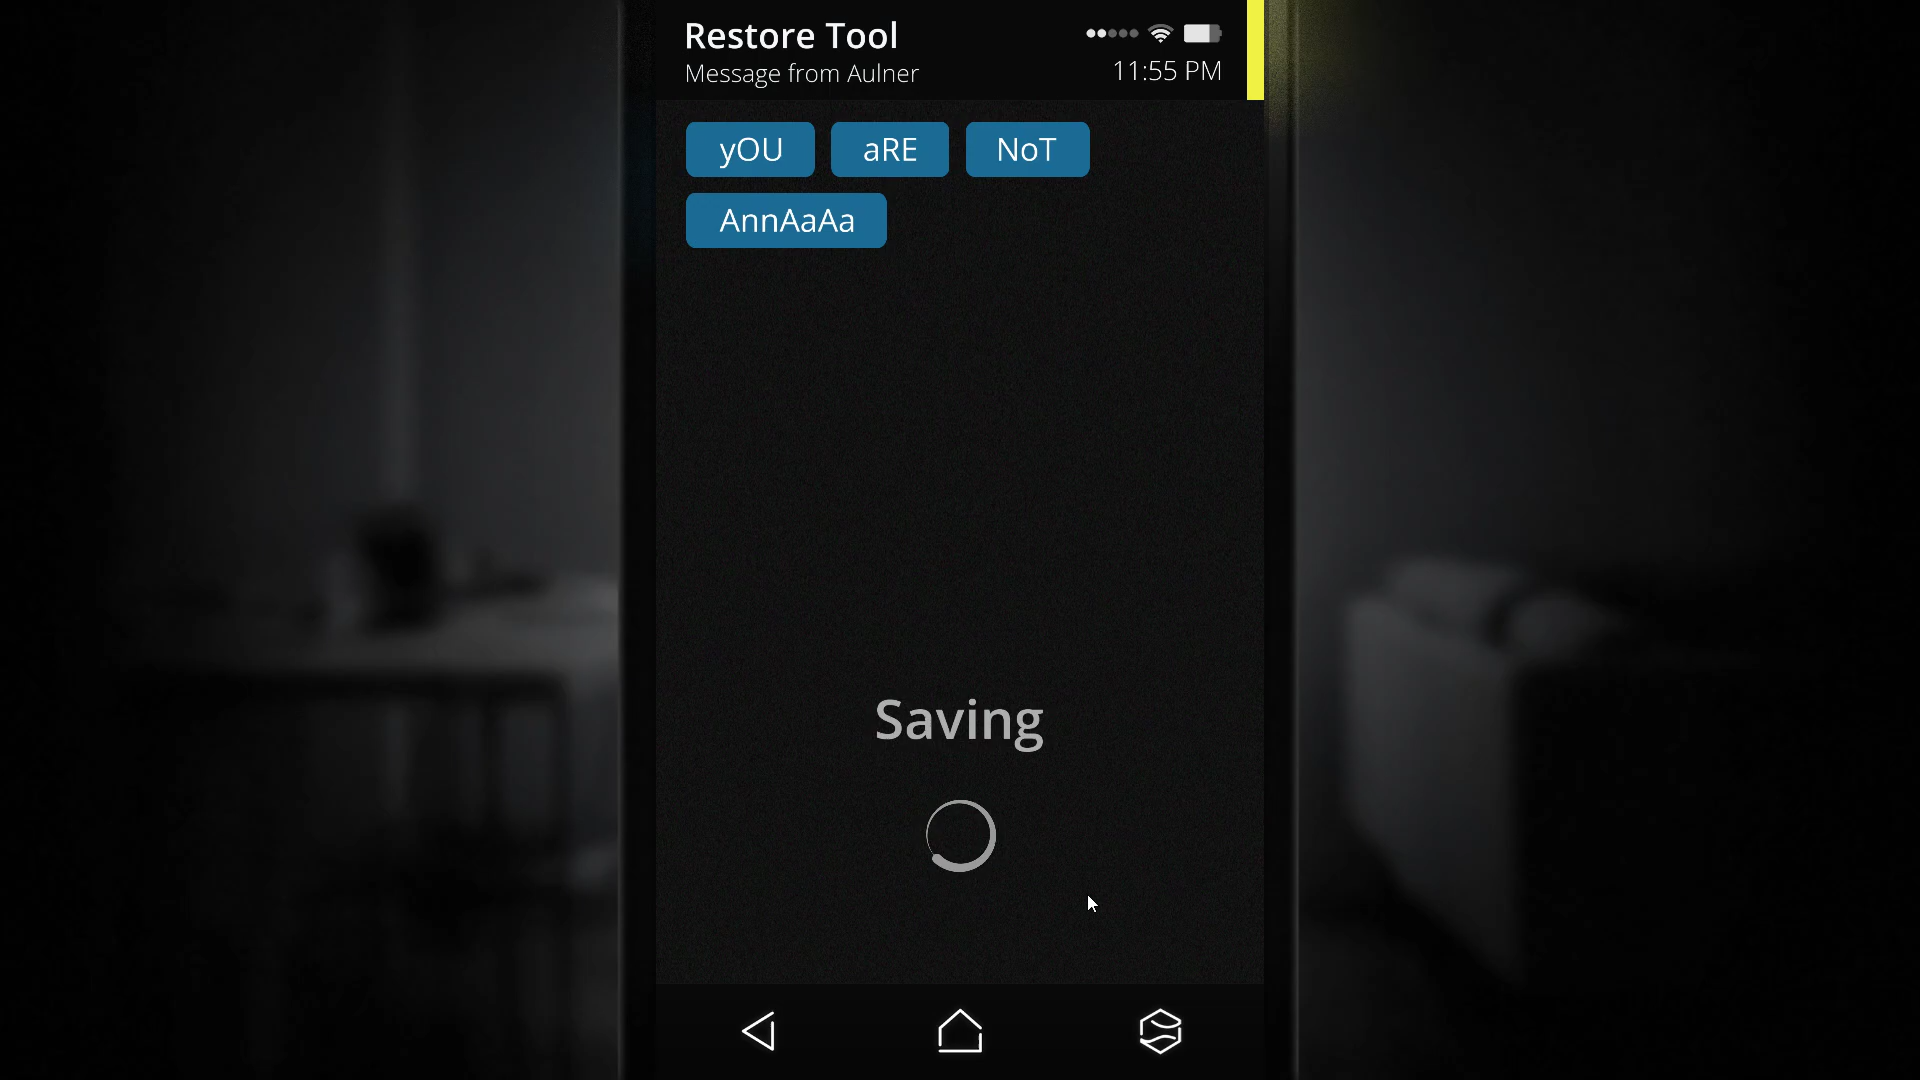 Restore Tool
Message from Aulner
11:55 PM
yOU aRE NoT
AnnAaAa
Saving